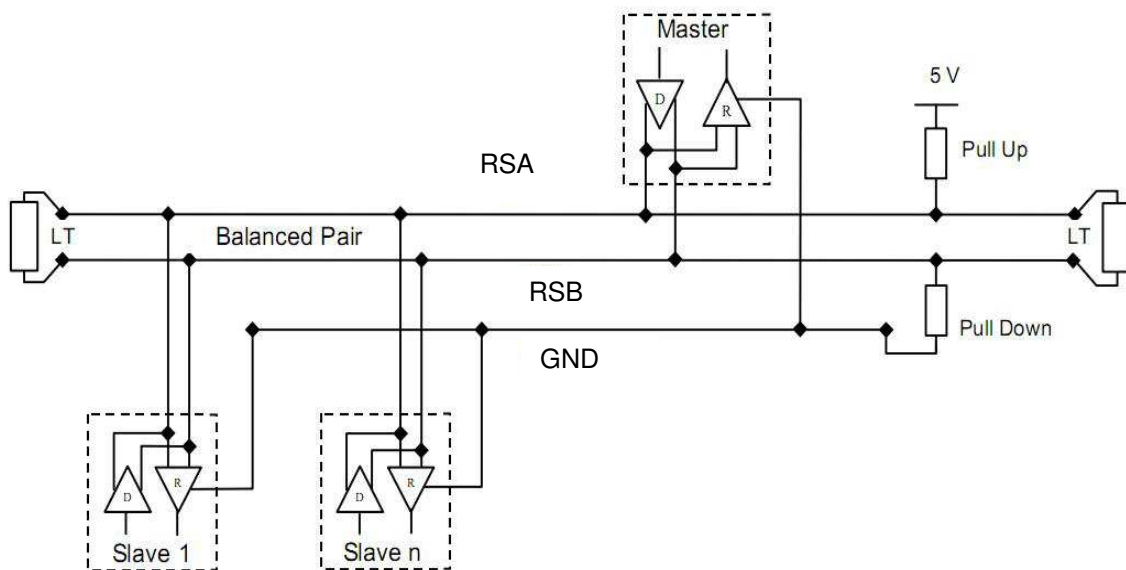 Master
D
R
5 V
Pull Up
RSA
LT
Balanced Pair
LT
RSB
Pull Down
GND
D
R
Slave 1
D
R
Slave n